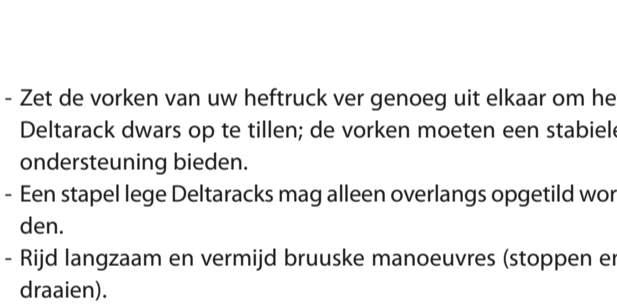 - Zet de vorken van uw heftruck ver genoeg uit elkaar om he
Deltarack dwars op te tillen; de vorken moeten een stabiele
ondersteuning bieden.
- Een stapel lege Deltaracks mag alleen overlangs opgetild wor
den.
- Rijd langzaam en vermijd bruuske manoeuvres (stoppen en
draaien).